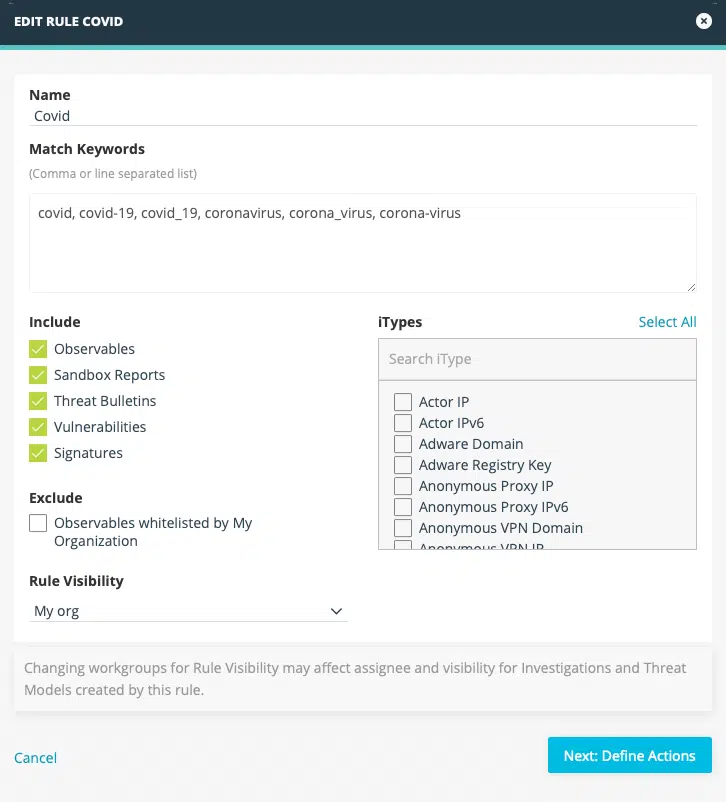 EDIT RULE COVID
Name
Covid
Match Keywords
(Comma or line separated list)
covid, covid-19, covid_19, coronavirus, corona_virus, corona-virus
Include
Observables
Sandbox Reports
Threat Bulletins
Vulnerabilities
Signatures
Exclude
Observables whitelisted by My
Organization
Rule Visibility
My org
iTypes
Select All
Search iType
Actor IP
Actor IPv6
Adware Domain
Adware Registry Key
Anonymous Proxy IP
Anonymous Proxy IPv6
Anonymous VPN Domain
Anonymous VPN IP
Changing workgroups for Rule Visibility may affect assignee and visibility for Investigations and Threat
Models created by this rule.
Cancel
Next: Define Actions